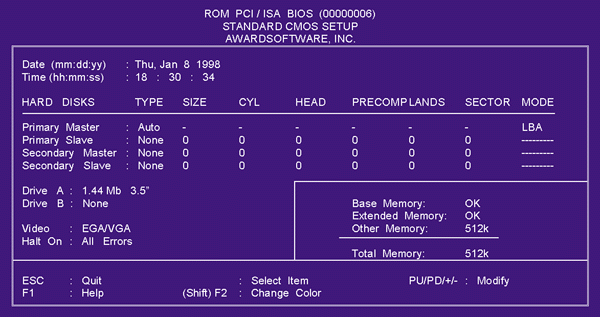 ROM PCI / ISA BIOS (00000006)
STANDARD CMOS SETUP
AWARDSOFTWARE, INC.
Date (mm:dd:yy) : Thu, Jan 8 1998
Time (hh:mm:ss) : 18 : 30 : 34
HARD DISKS TYPE SIZE CYL HEAD PRECOMPLANDS SECTOR MODE
Primary Master : Auto - - - - - - LBA
Primary Slave : None 0 0 0 0 0 0 ---------
Secondary Master : None 0 0 0 0 0 0 ---------
Secondary Slave : None 0 0 0 0 0 0 ---------
Drive A : 1.44 Mb 3.5”
Drive B : None
Video : EGA/VGA
Halt On : All Errors
Base Memory: OK
Extended Memory: OK
Other Memory: 512k
Total Memory: 512k
ESC : Quit : Select Item PU/PD/+/- : Modify
F1 : Help (Shift) F2 : Change Color